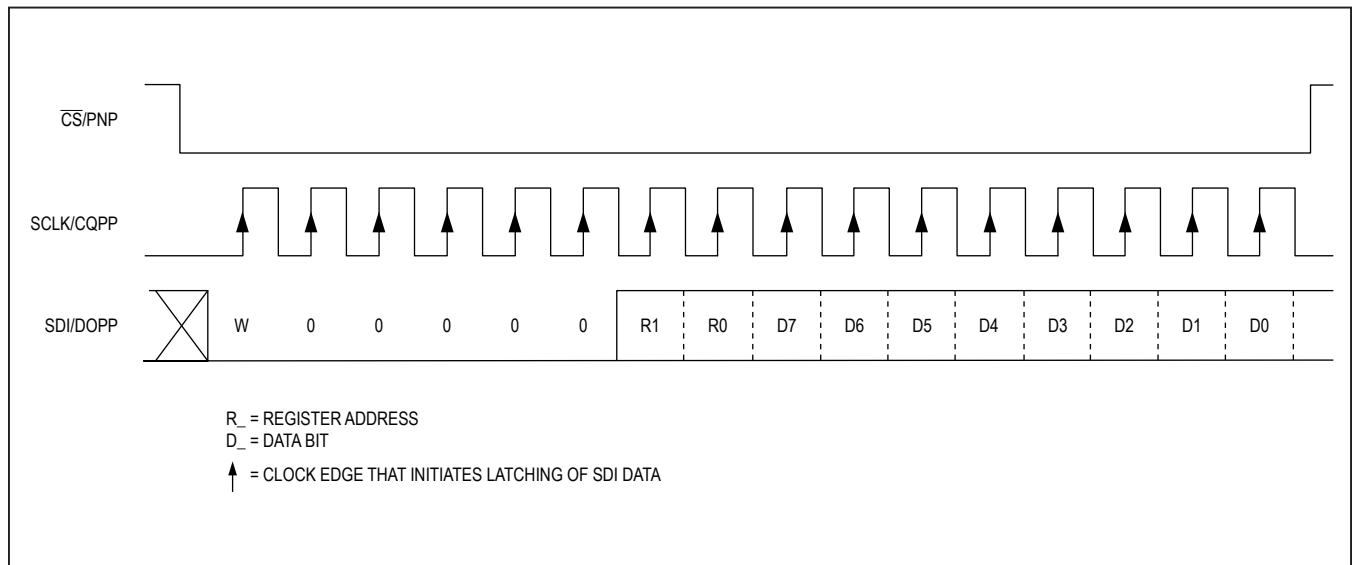 CS/PNP
SCLK/CQPP
SDI/DOPP W 0 0 0 0 0 R1 R0 D7 D6 D5 D4 D3 D2 D1 D0
R_ = REGISTER ADDRESS
D_ = DATA BIT
= CLOCK EDGE THAT INITIATES LATCHING OF SDI DATA